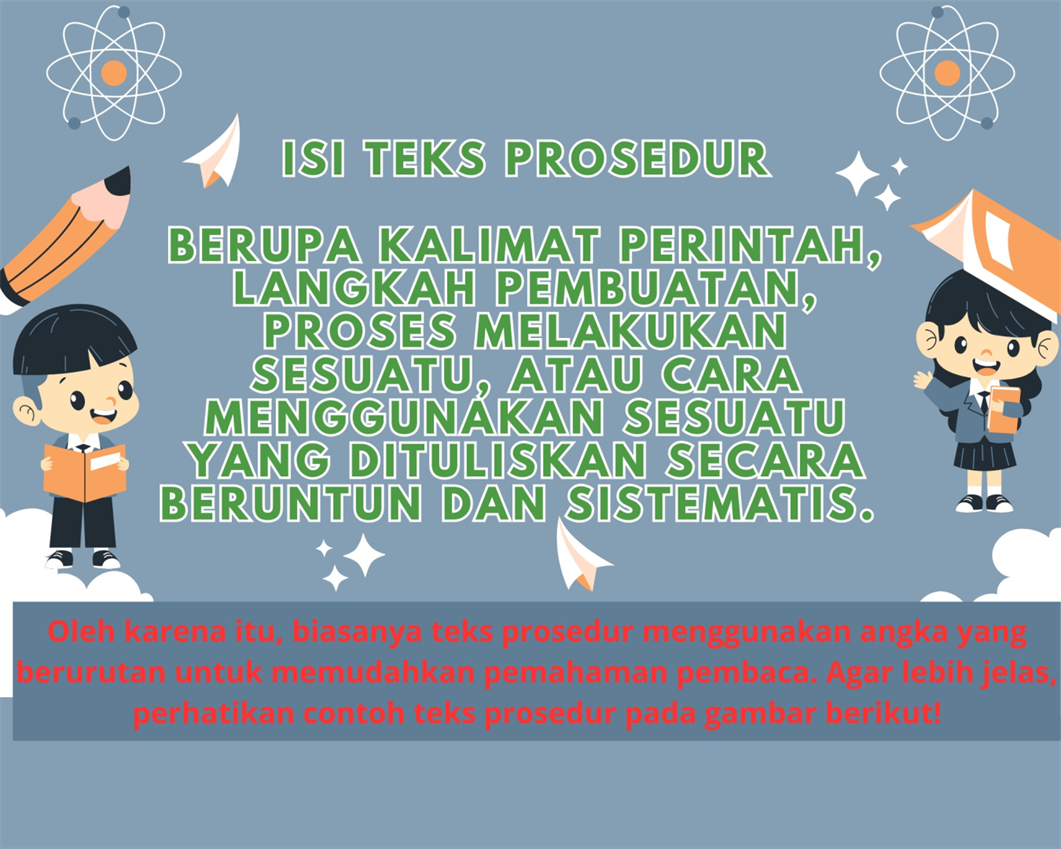 ISI TEKS PROSEDUR
BERUPA KALIMAT PERINTAH,
LANGKAH PEMBUATAN,
PROSES MELAKUKAN
SESUATU, ATAU CARA
MENGGUNAKAN SESUATU
YANG DITULISKAN SECARA
BERUNTUN DAN SISTEMATIS.
Oleh karena itu, biasanya teks prosedur menggunakan angka yang
berurutan untuk memudahkan pemahaman pembaca. Agar lebih jelas,
perhatikan contoh teks prosedur pada gambar berikut!